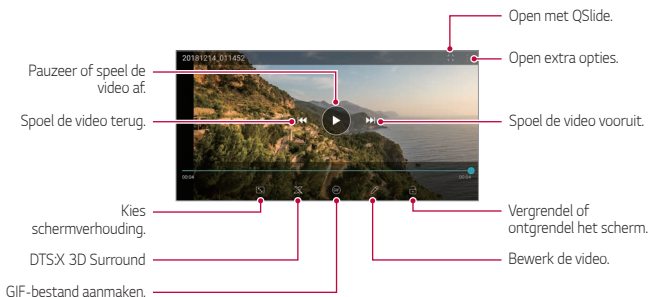 Open met QSlide.
20181214_011452
Open extra opties.
Pauzeer of speel de
video af.
Spoel de video terug.
Spoel de video vooruit.
00:04
00:04
GIF
Kies
schermverhouding.
Vergrendel of
ontgrendel het scherm.
DTS:X 3D Surround
Bewerk de video.
GIF-bestand aanmaken.